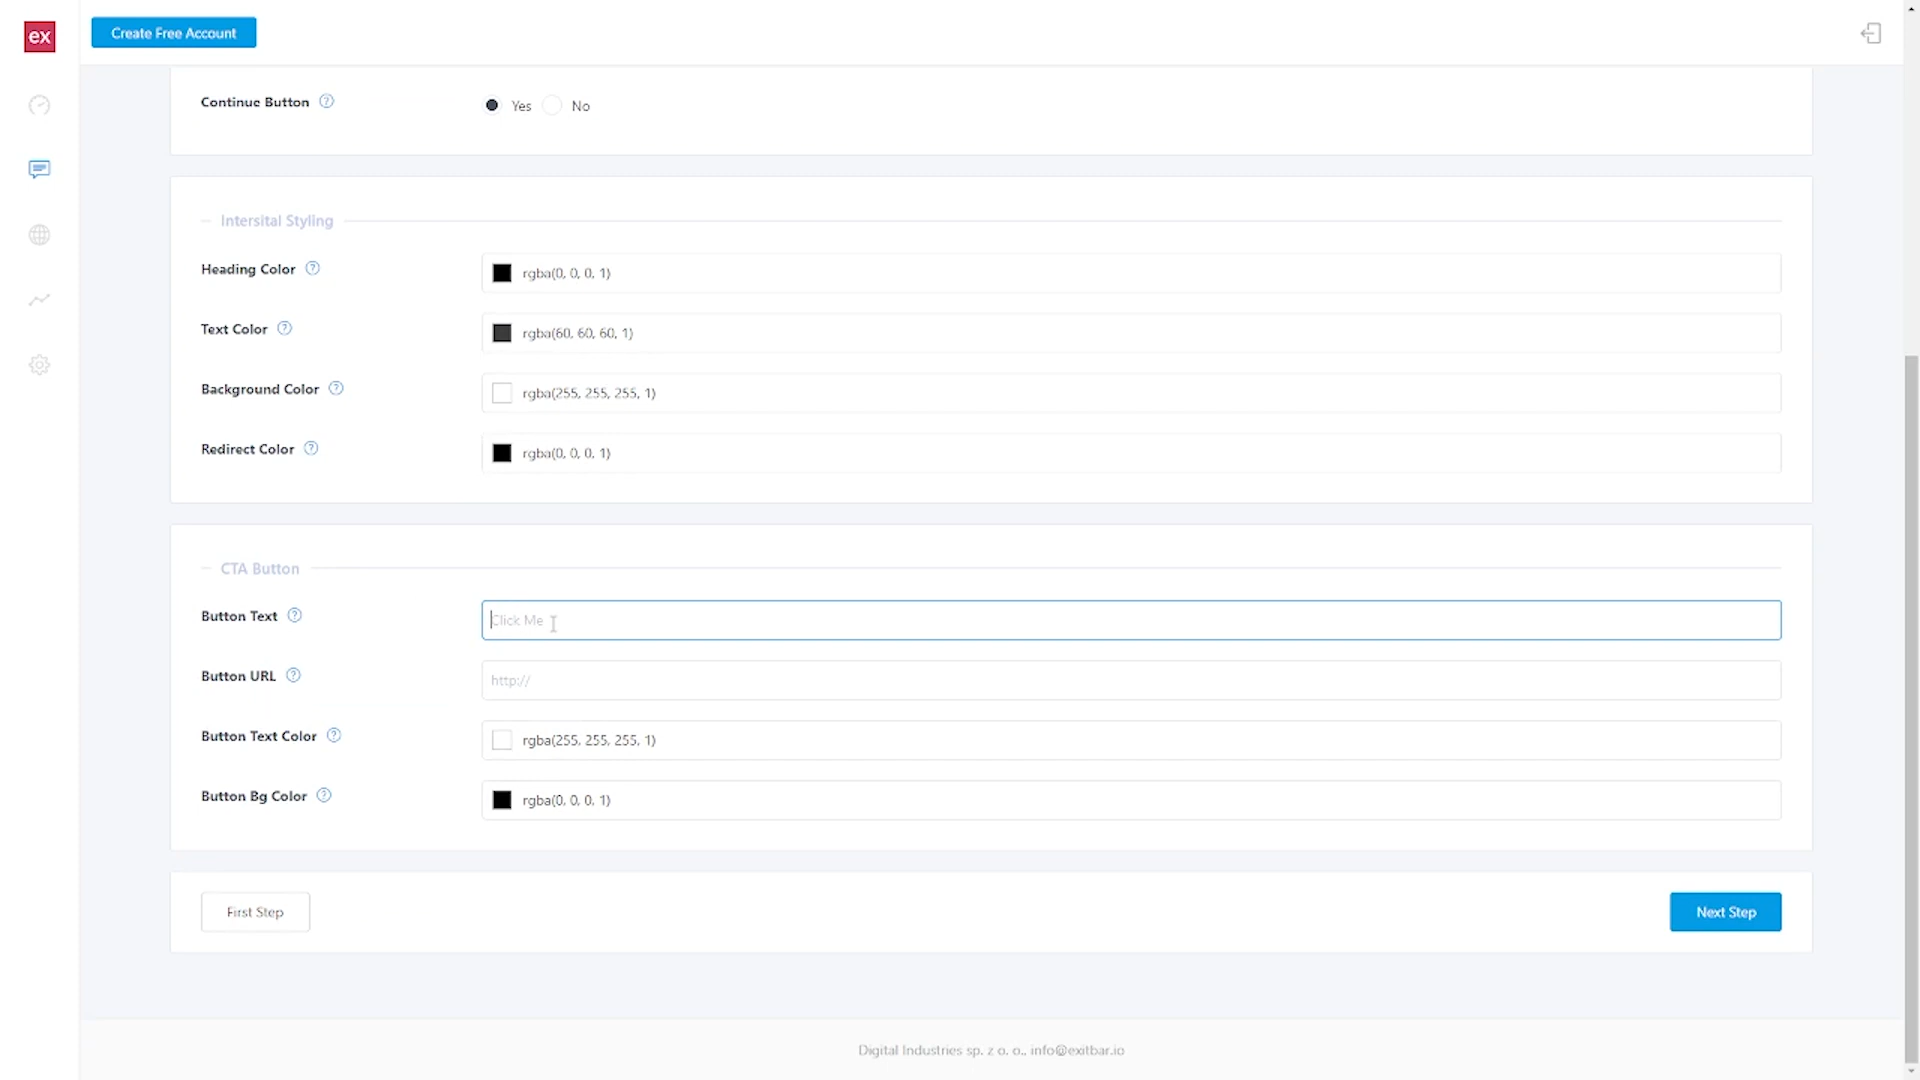 ex
Create Free Account
Continue Button ? Yes No
Intersital Styling
Heading Color ? rgba(0, 0, 0, 1)
Text Color ? rgba(60, 60, 60, 1)
Background Color ? rgba(255, 255, 255, 1)
Redirect Color ? rgba(0, 0, 0, 1)
CTA Button
Button Text ? Click Me
Button URL ? http://
Button Text Color ? rgba(255, 255, 255, 1)
Button Bg Color ? rgba(0, 0, 0, 1)
First Step Next Step
Digital Industries sp. z o. o., info@exitbar.io